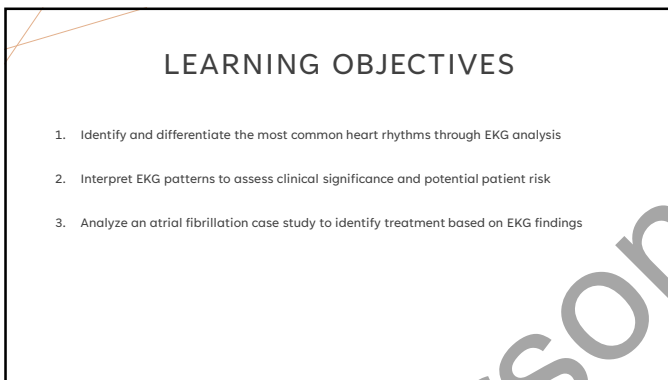 LEARNING OBJECTIVES
1. Identify and differentiate the most common heart rhythms through EKG analysis
2. Interpret EKG patterns to assess clinical significance and potential patient risk
3. Analyze an atrial fibrillation case study to identify treatment based on EKG findings